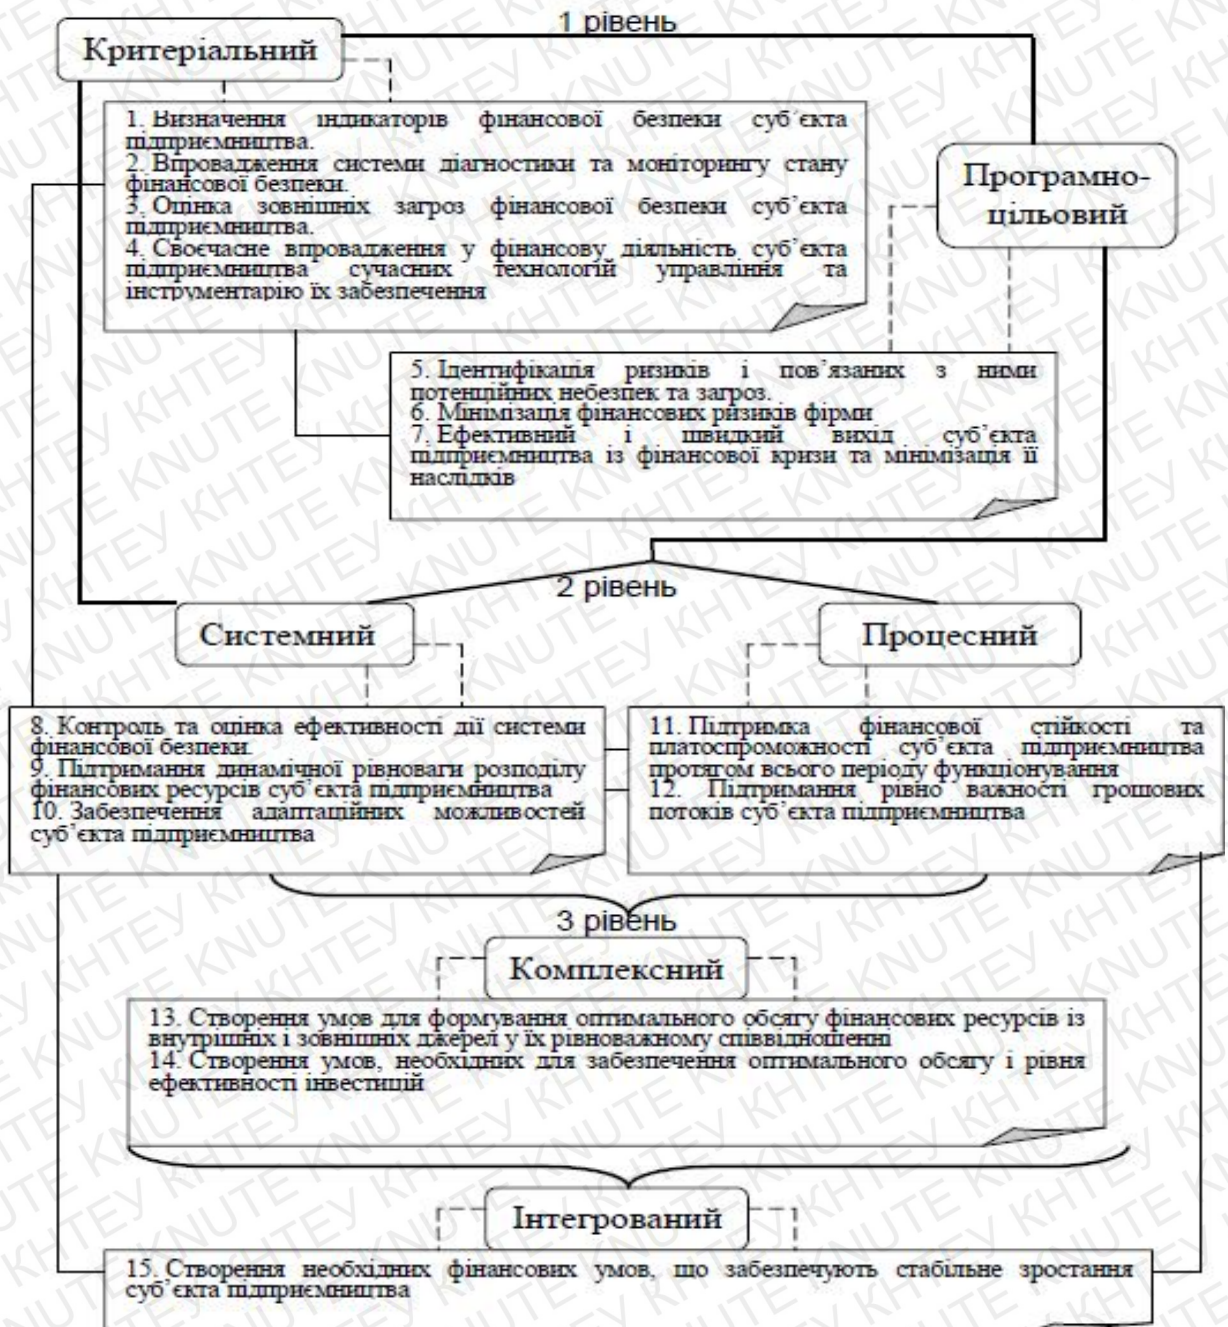 1 рівень
Критеріальний
1. Визначення індикаторів фінансової безпеки суб'єкта
підприємництва.
2. Впровадження системи діагностики та моніторингу стану
фінансової безпеки.
3. Оцінка зовнішніх загроз фінансової безпеки суб'єкта
підприємництва.
4. Своєчасне впровадження у фінансову діяльність суб'єкта
підприємництва сучасних технологій управління та
інструментарію їх забезпечення
Програмно-
цільовий
5. Ідентифікація ризиків і пов'язаних з ними
потенційних небезпек та загроз.
6. Мінімізація фінансових ризиків фірми
7. Ефективний і швидкий вихід суб'єкта
підприємництва із фінансової кризи та мінімізація її
наслідків
2 рівень
Системний
Процесний
8. Контроль та оцінка ефективності дії системи
фінансової безпеки.
9. Підтримання динамічної рівноваги розподілу
фінансових ресурсів суб'єкта підприємництва
10. Забезпечення адаптаційних можливостей
суб'єкта підприємництва
11. Підтримка фінансової стійкості та
платоспроможності суб'єкта підприємництва
протягом всього періоду функціонування
12. Підтримання рівно важності грошових
потоків суб'єкта підприємництва
3 рівень
Комплексний
13. Створення умов для формування оптимального обсягу фінансових ресурсів із
внутрішніх і зовнішніх джерел у їх рівноважному співвідношенні
14. Створення умов, необхідних для забезпечення оптимального обсягу і рівня
ефективності інвестицій
Інтегрований
15. Створення необхідних фінансових умов, що забезпечують стабільне зростання
суб'єкта підприємництва